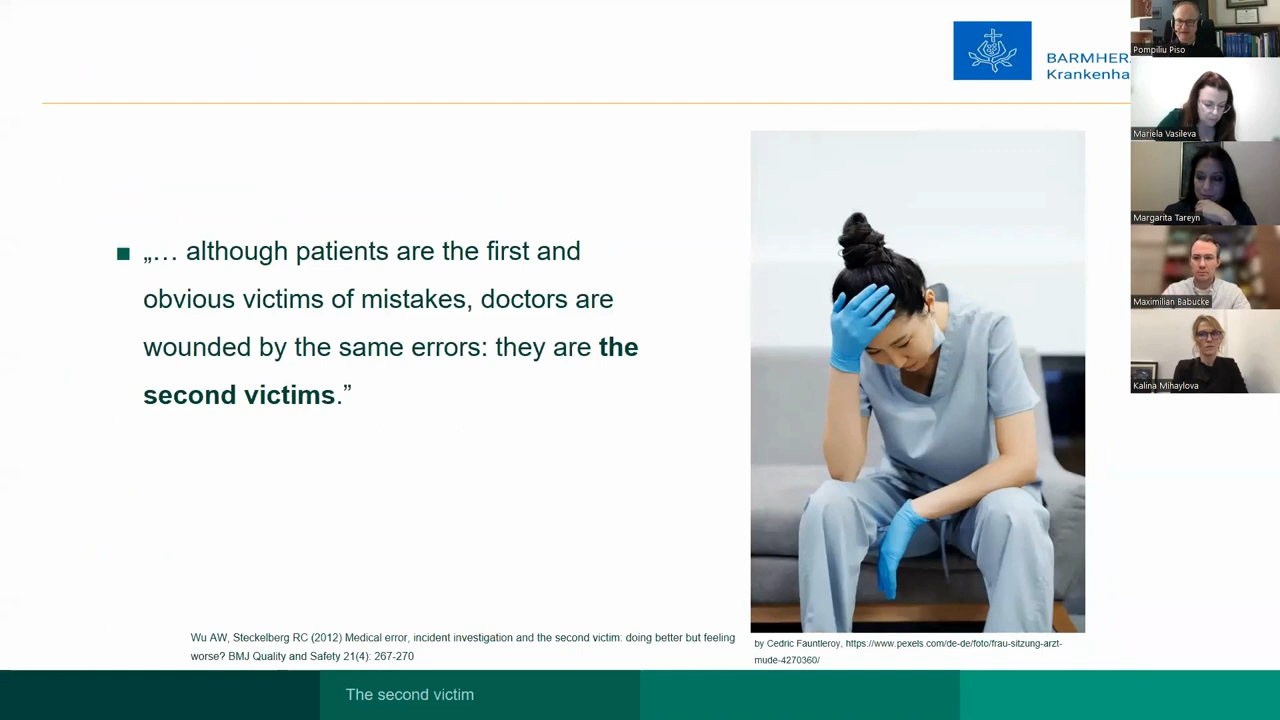 BARMHER
Krankenha
„… although patients are the first and
obvious victims of mistakes, doctors are
wounded by the same errors: they are the
second victims.”
Wu AW, Steckelberg RC (2012) Medical error, incident investigation and the second victim: doing better but feeling
worse? BMJ Quality and Safety 21(4): 267-270
by Cedric Fauntleroy, https://www.pexels.com/de-de/foto/frau-sitzung-arzt-
mude-4270360/
The second victim
Pompiliu Piso
Mariela Vasileva
Margarita Tareyn
Maximilian Babucke
Kalina Mihaylova